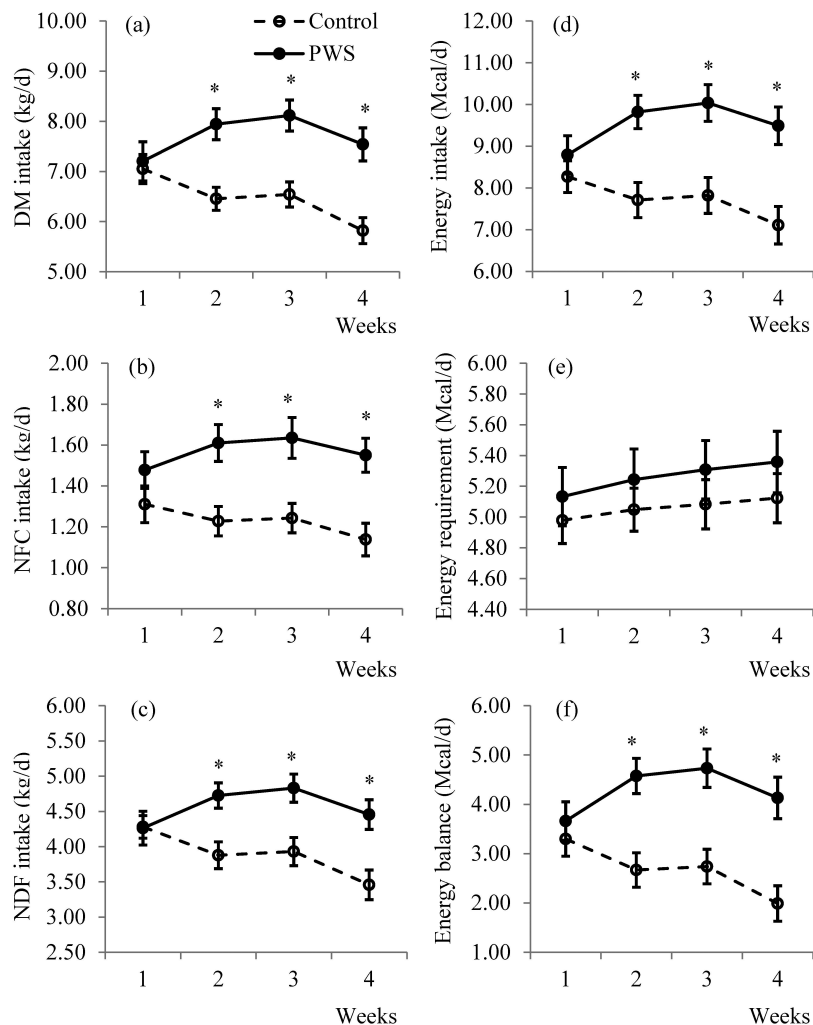 (a)
Control
PWS
DM intake (kg/d)
10.00
9.00
8.00
7.00
6.00
5.00
* * *
1 2 3 4
Weeks
(d)
Energy intake (Mcal/d)
12.00
11.00
10.00
9.00
8.00
7.00
6.00
* * *
1 2 3 4
Weeks
(b)
NFC intake (kg/d)
2.00
1.80
1.60
1.40
1.20
1.00
0.80
* * *
1 2 3 4
Weeks
(e)
Energy requirement (Mcal/d)
6.00
5.80
5.60
5.40
5.20
5.00
4.80
4.60
4.40
1 2 3 4
Weeks
(c)
NDF intake (kg/d)
6.00
5.50
5.00
4.50
4.00
3.50
3.00
2.50
* * *
1 2 3 4
Weeks
(f)
Energy balance (Mcal/d)
6.00
5.00
4.00
3.00
2.00
1.00
* * *
1 2 3 4
Weeks